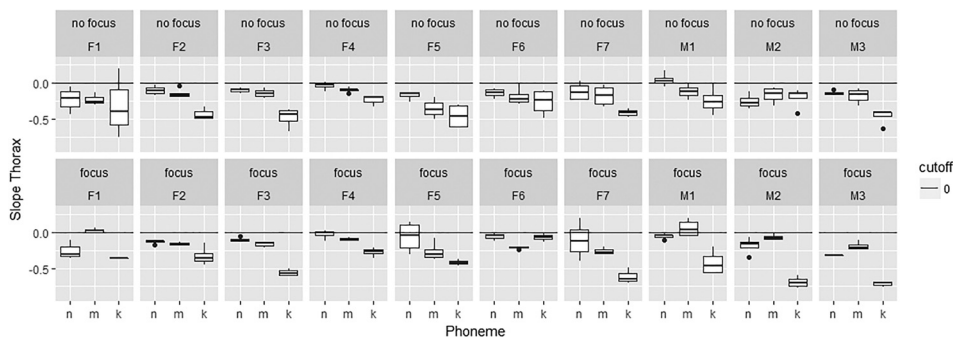 no focus no focus no focus no focus no focus no focus no focus no focus no focus no focus
F1 F2 F3 F4 F5 F6 F7 M1 M2 M3
0.0
-0.5
focus focus focus focus focus focus focus focus focus focus
F1 F2 F3 F4 F5 F6 F7 M1 M2 M3
0.0
-0.5
n m k n m k n m k n m k n m k n m k n m k n m k n m k n m k
Phoneme
Slope Thorax
cutoff
0